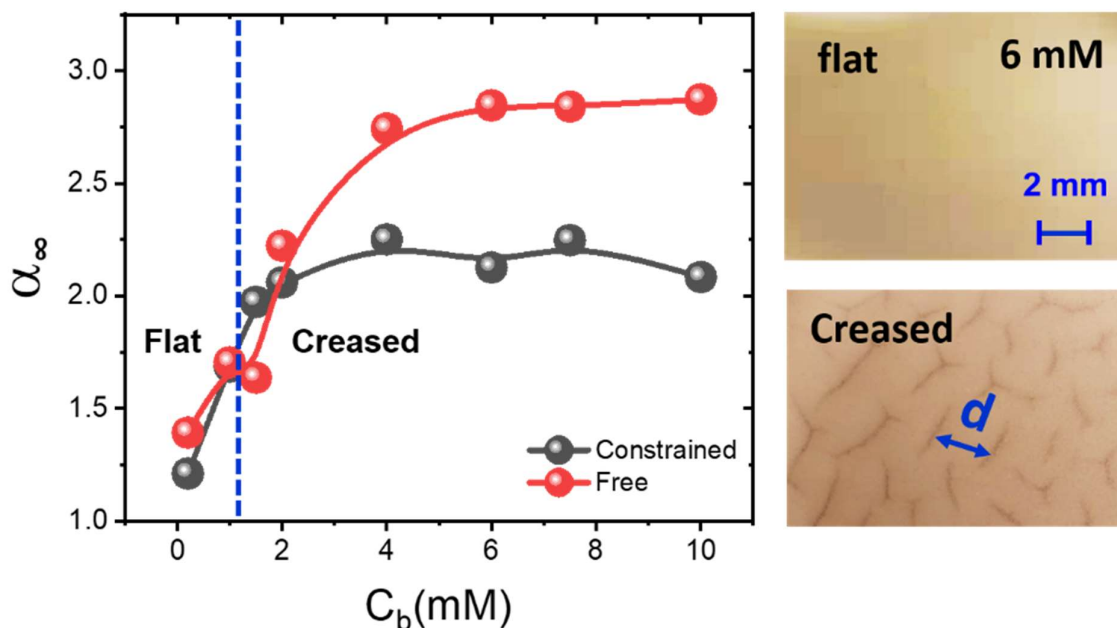 3.0
2.5
2.0
1.5
1.0
α∞
Flat
Creased
Constrained
Free
0
2
4
6
8
10
C_b(mM)
flat
6 mM
2 mm
Creased
d